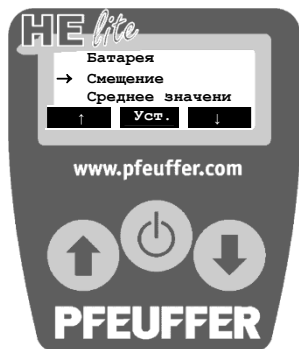 HE lite
Батарея
→ Смещение
Среднее значени
↑ Уст. ↓
www.pfeuffer.com
PFEUFFER